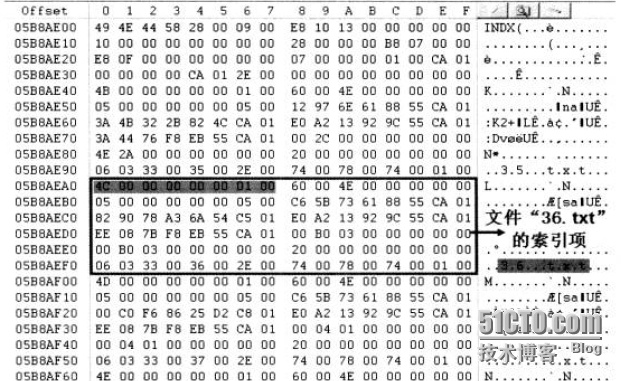 Offset 0 1 2 3 4 5 6 7 8 9 A B C D E F
05B8AE00 49 4E 44 58 28 00 09 00 E8 10 13 00 00 00 00 00 INDX(...è.......
05B8AE10 00 00 00 00 00 00 00 00 28 00 00 00 B8 07 00 00
05B8AE20 E8 0F 00 00 00 00 00 00 07 00 00 00 01 00 CA 01
05B8AE30 00 00 00 00 CA 01 2E 00 00 00 00 00 00 00 00 00
05B8AE40 4B 00 00 00 00 00 01 00 60 00 4E 00 00 00 00 00
05B8AE50 05 00 00 00 00 00 05 00 12 97 6E 61 88 55 CA 01
05B8AE60 3A 4B 32 2B 82 4C CA 01 E0 A2 13 92 9C 55 CA 01
05B8AE70 3A 44 76 F8 EB 55 CA 01 00 2C 00 00 00 00 00 00
05B8AE80 4E 2A 00 00 00 00 00 00 20 00 00 00 00 00 00 00
05B8AE90 06 03 33 00 35 00 2E 00 74 00 78 00 74 00 01 00 ..3.5...t.x.t...
05B8AEA0 4C 00 00 00 00 00 01 00 60 00 4E 00 00 00 00 00
05B8AEB0 05 00 00 00 00 00 05 00 C6 5B 73 61 88 55 CA 01
05B8AEC0 82 90 78 A3 6A 54 C5 01 E0 A2 13 92 9C 55 CA 01
05B8AED0 EE 08 7B F8 EB 55 CA 01 00 B0 03 00 00 00 00 00
05B8AEE0 00 B0 03 00 00 00 00 00 20 00 00 00 00 00 00 00
05B8AEF0 06 03 33 00 36 00 2E 00 74 00 78 00 74 00 01 00
文件“36. txt”
的索引项
05B8AF00 4D 00 00 00 00 00 01 00 60 00 4E 00 00 00 00 00
05B8AF10 05 00 00 00 00 00 05 00 C6 5B 73 61 88 55 CA 01
05B8AF20 00 C0 F6 86 25 D2 C8 01 E0 A2 13 92 9C 55 CA 01
05B8AF30 EE 08 7B F8 EB 55 CA 01 00 04 01 00 00 00 00 00
05B8AF40 00 04 01 00 00 00 00 00 20 00 00 00 00 00 00 00
05B8AF50 06 03 33 00 37 00 2E 00 74 00 78 00 74 00 01 00
05B8AF60 4E 00 00 00 00 00 01 00 60 00 4E 00 00 00 00 00
51CTO.com
技术博客 Blog